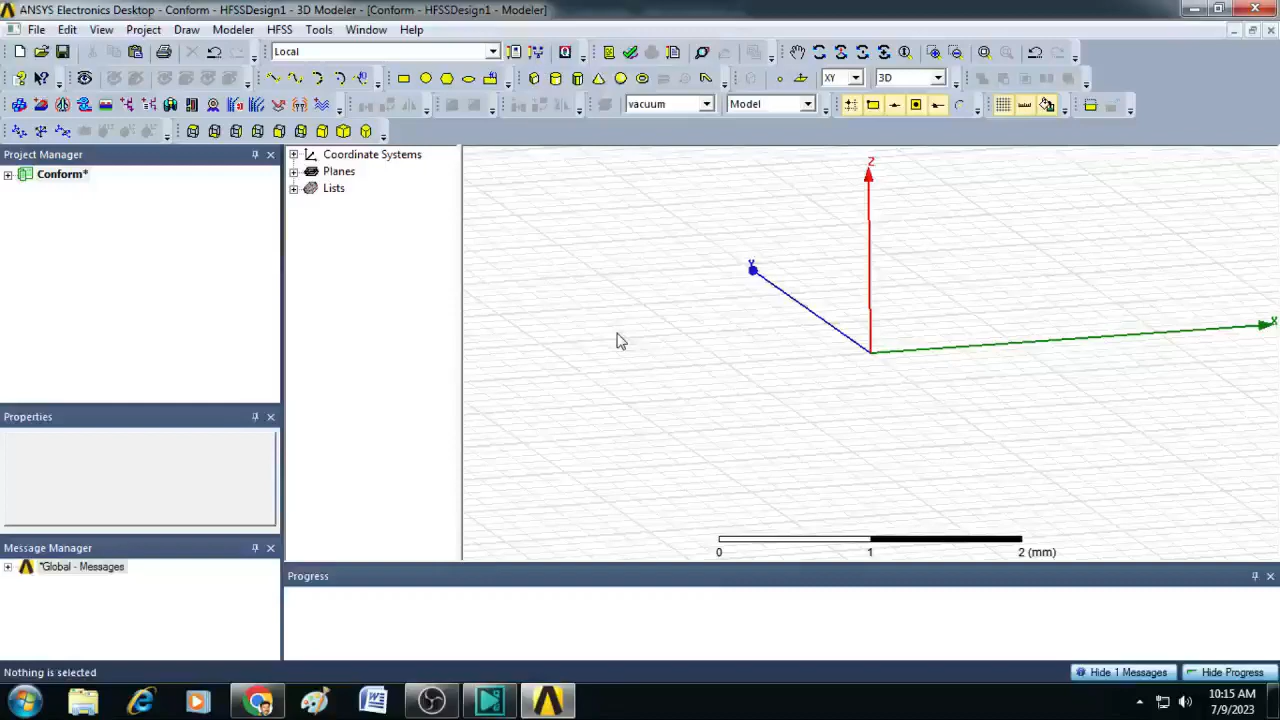 ANSYS Electronics Desktop - Conform - HFSSDesign1 - 3D Modeler - [Conform - HFSSDesign1 - Modeler]
File Edit View Project Draw Modeler HFSS Tools Window Help
Local
XY 3D
vacuum Model
Project Manager
Conform*
Coordinate Systems
Planes
Lists
Z
Y
X
0 1 2 (mm)
Properties
Message Manager
*Global - Messages
Progress
Nothing is selected
Hide 1 Messages Hide Progress
10:15 AM
7/9/2023